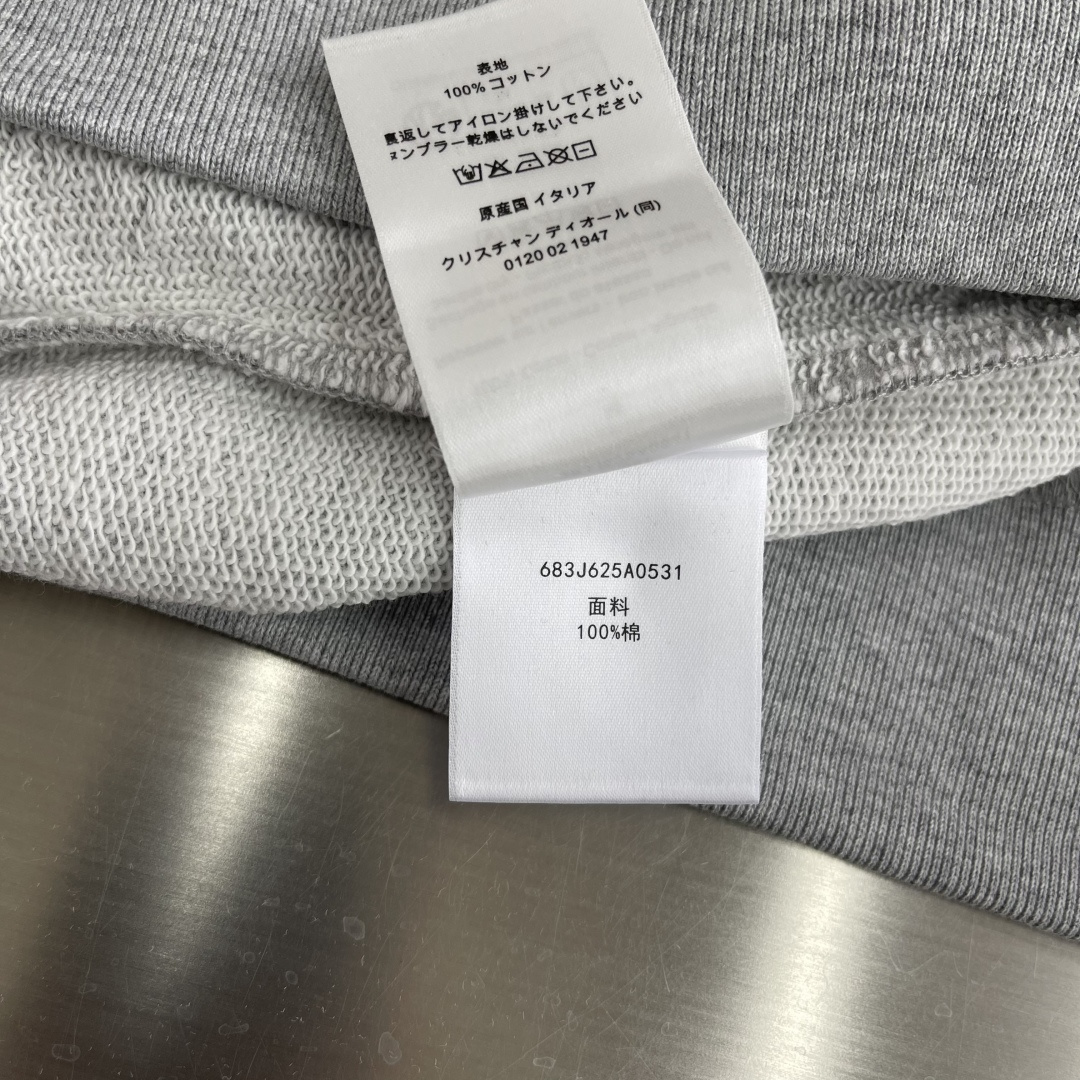 表地
100% コットン
裏返してアイロン掛けして下さい。
タンブラー乾燥はしないでください
原産国 イタリア
クリスチャン ディオール (同)
0120 02 1947
683J625A0531
面料
100%棉